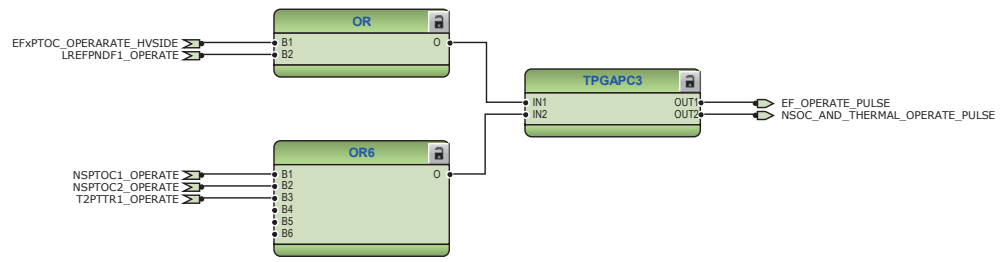 OR
EFxPTOC_OPERARATE_HVSIDE
B1
O
LREFPNDF1_OPERATE
B2
TPGAPC3
IN1
OUT1
EF_OPERATE_PULSE
IN2
OUT2
NSOC_AND_THERMAL_OPERATE_PULSE
OR6
NSPTOC1_OPERATE
B1
O
NSPTOC2_OPERATE
B2
T2PTTR1_OPERATE
B3
B4
B5
B6